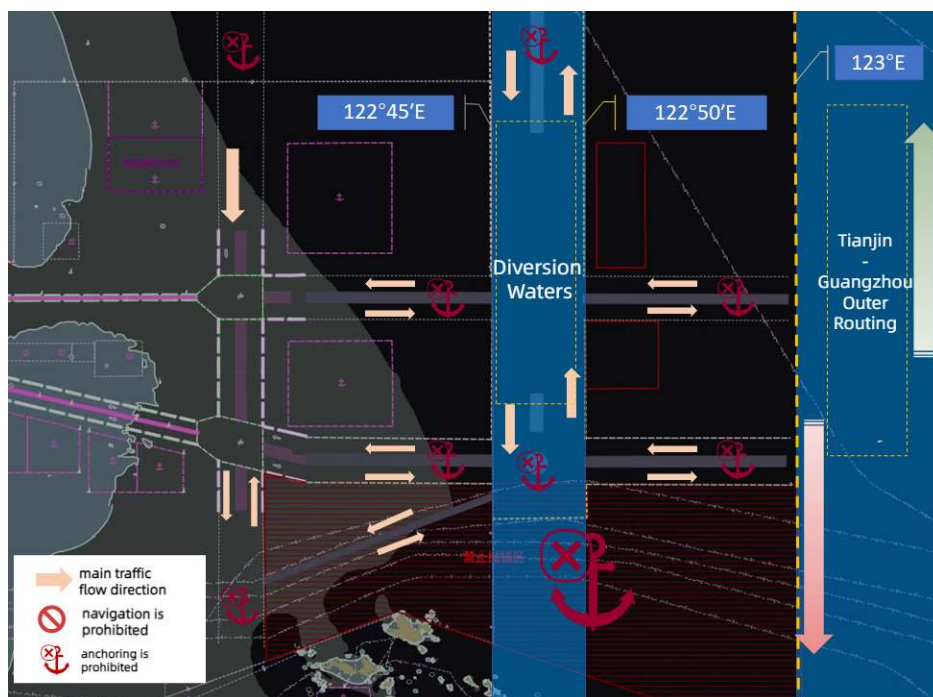 123°E
122°45′E
122°50′E
Diversion
Waters
Tianjin
-
Guangzhou
Outer
Routing
main traffic
flow direction
navigation is
prohibited
anchoring is
prohibited